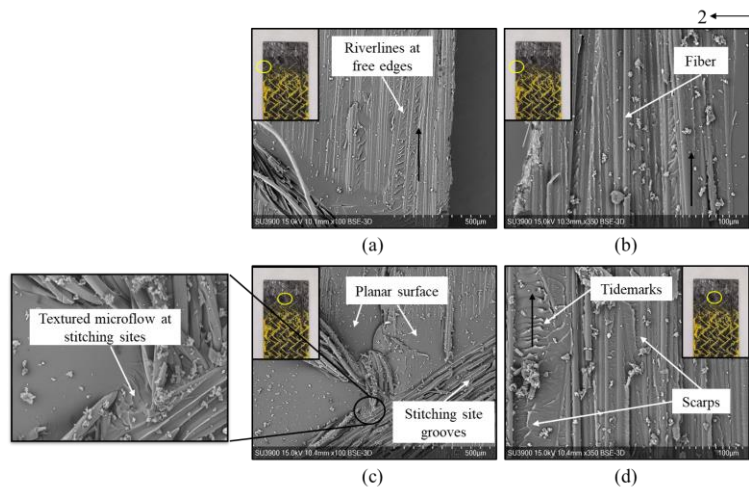 2
Riverlines at
free edges
Fiber
SU3900 15.0kV 10.1mm x100 BSE-3D 500µm
SU3900 15.0kV 10.3mm x350 BSE-3D 100µm
(a)
(b)
Textured microflow at
stitching sites
Planar surface
Stitching site
grooves
Tidemarks
Scarps
SU3900 15.0kV 10.4mm x100 BSE-3D 500µm
SU3900 15.0kV 10.4mm x350 BSE-3D 100µm
(c)
(d)